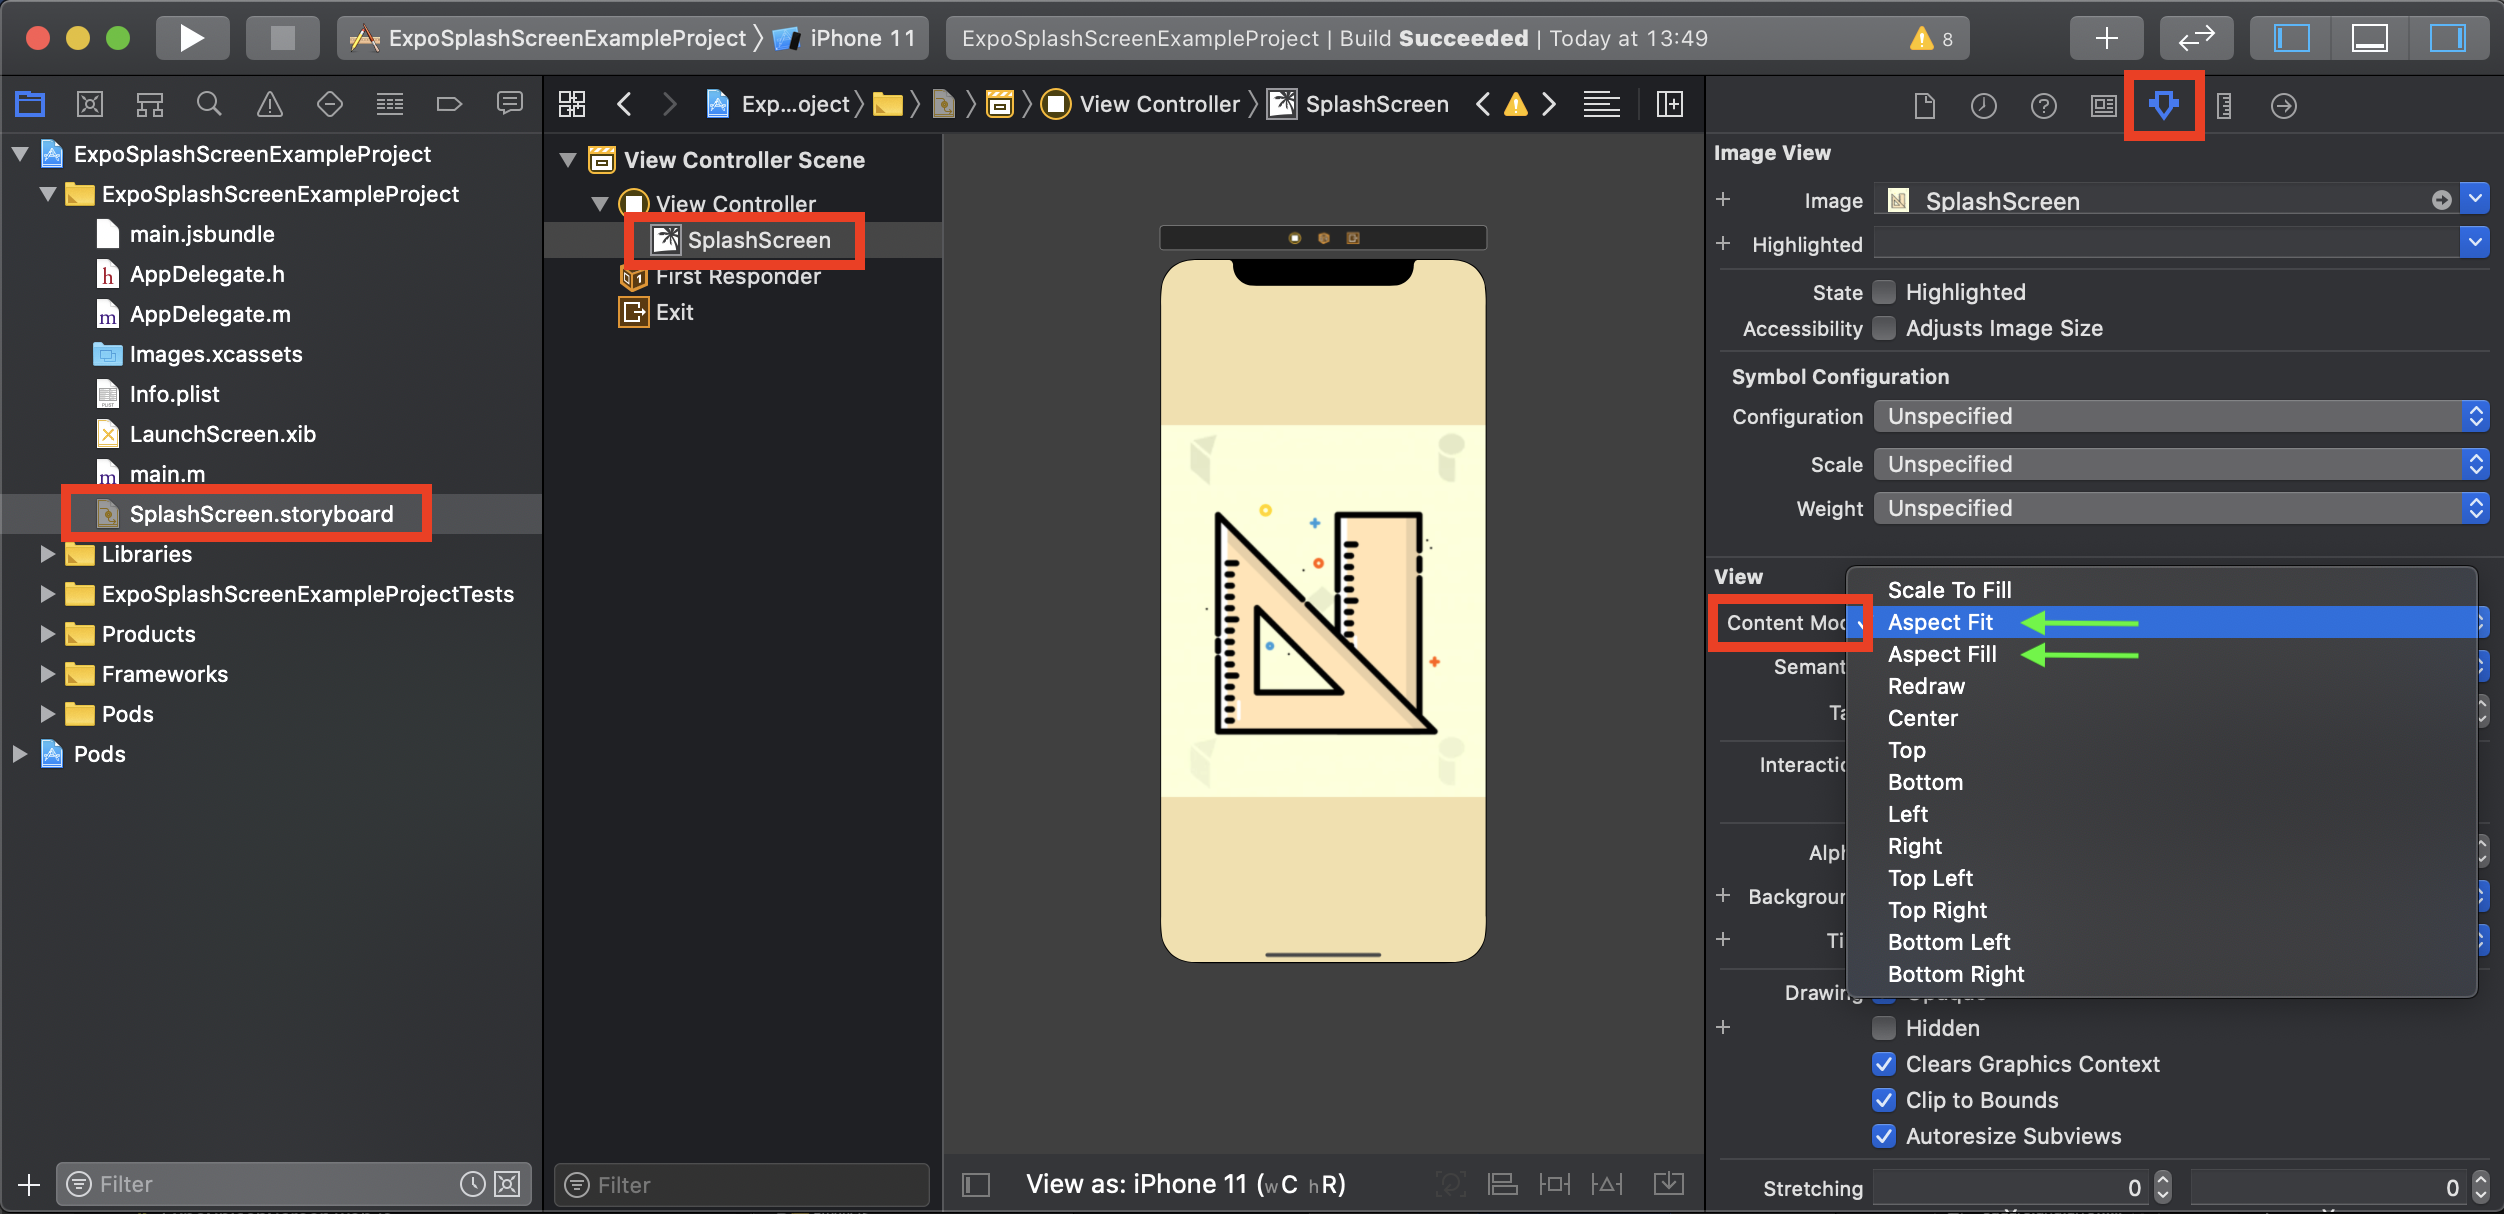 ExpoSplashScreenExampleProject
iPhone 11
ExpoSplashScreenExampleProject | Build Succeeded | Today at 13:49
8
Exp...oject
View Controller
SplashScreen
ExpoSplashScreenExampleProject
ExpoSplashScreenExampleProject
main.jsbundle
AppDelegate.h
AppDelegate.m
Images.xcassets
Info.plist
LaunchScreen.xib
main.m
SplashScreen.storyboard
Libraries
ExpoSplashScreenExampleProjectTests
Products
Frameworks
Pods
Pods
Filter
View Controller Scene
View Controller
SplashScreen
First Responder
Exit
Filter
View as: iPhone 11 (wC hR)
Image View
Image
SplashScreen
Highlighted
State
Highlighted
Accessibility
Adjusts Image Size
Symbol Configuration
Configuration
Unspecified
Scale
Unspecified
Weight
Unspecified
View
Content Mod
Semant
Ta
Interactio
Alph
Backgroun
Ti
Scale To Fill
Aspect Fit
Aspect Fill
Redraw
Center
Top
Bottom
Left
Right
Top Left
Top Right
Bottom Left
Bottom Right
Drawing
Hidden
Clears Graphics Context
Clip to Bounds
Autoresize Subviews
Stretching
0
0